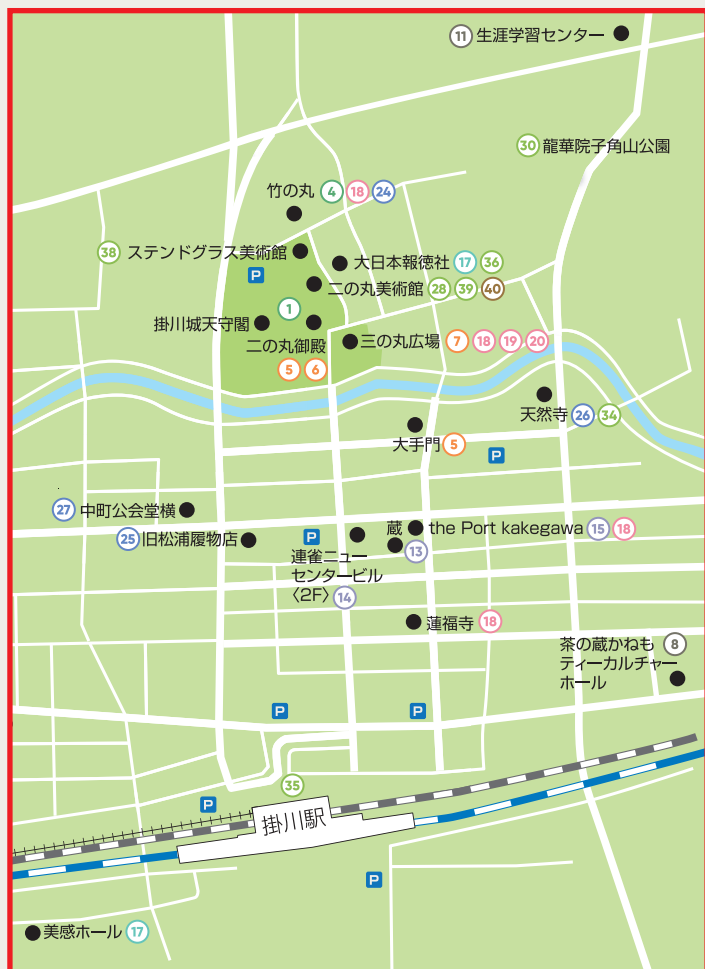 11 生涯学習センター
30 龍華院子角山公園
竹の丸 4 18 24
38 ステンドグラス美術館
P
大日本報徳社 17 36
二の丸美術館 28 39 40
1
掛川城天守閣
二の丸御殿
5 6
三の丸広場 7 18 19 20
天然寺 26 34
大手門 5
P
27 中町公会堂横
25 旧松浦履物店
P
蔵
13
the Port kakegawa 15 18
連雀ニュー
センタービル
〈2F〉 14
蓮福寺 18
茶の蔵かねも 8
ティーカルチャー
ホール
P
P
35
P
掛川駅
P
美感ホール 17